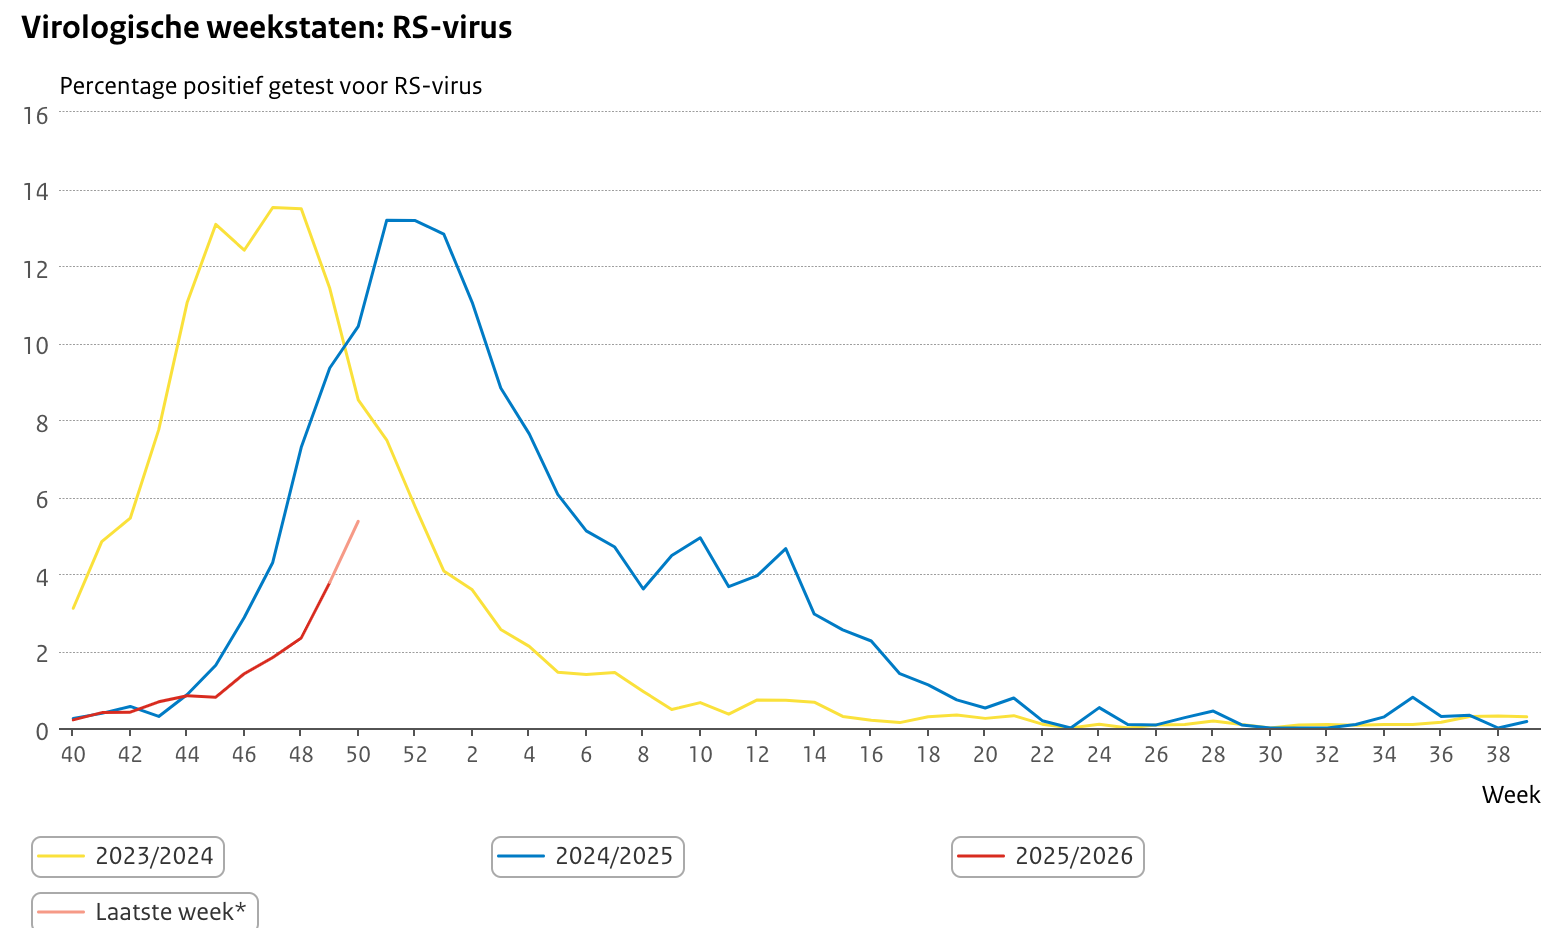 Virologische weekstaten: RS-virus
Percentage positief getest voor RS-virus
16
14
12
10
8
6
4
2
0
40 42 44 46 48 50 52 2 4 6 8 10 12 14 16 18 20 22 24 26 28 30 32 34 36 38
Week
2023/2024 2024/2025 2025/2026
Laatste week*